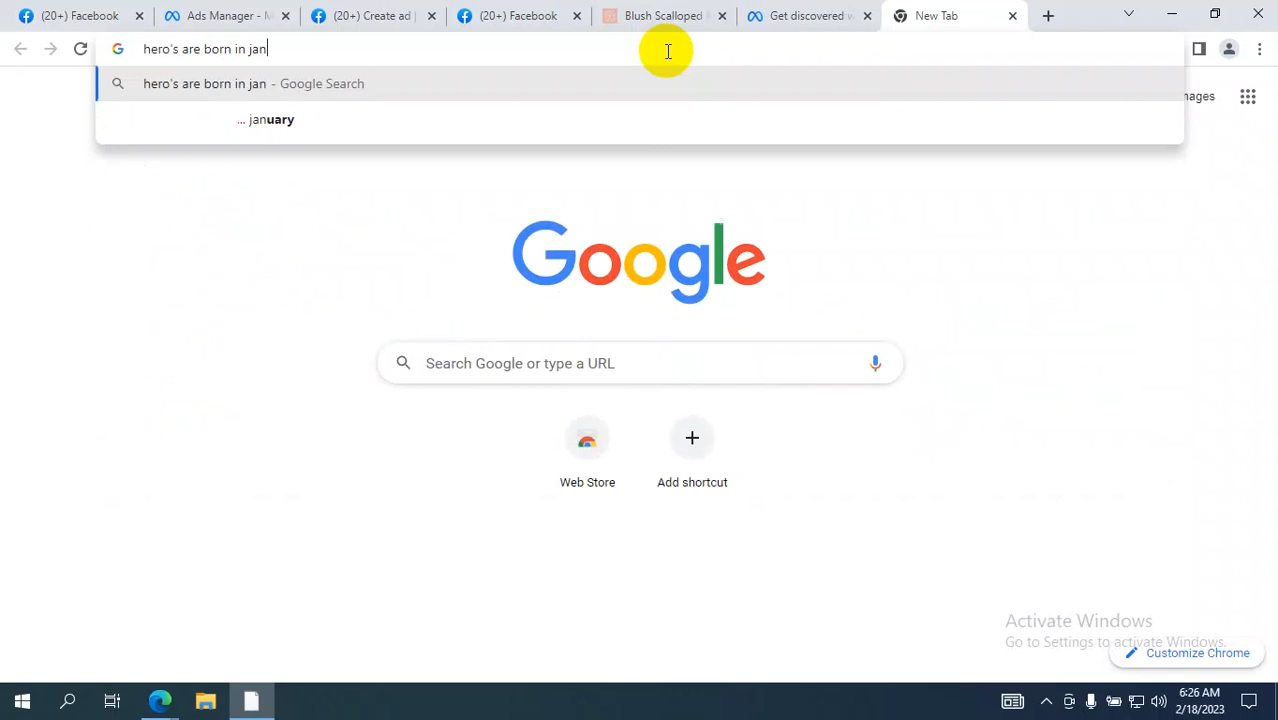 (20+) Facebook
Ads Manager - M
(20+) Create ad |
(20+) Facebook
Blush Scalloped
Get discovered w
New Tab
hero's are born in jan
hero's are born in jan - Google Search
... january
mages
Google
Search Google or type a URL
Web Store
Add shortcut
Activate Windows
Go to Settings to activate Windows.
Customize Chrome
6:26 AM
2/18/2023